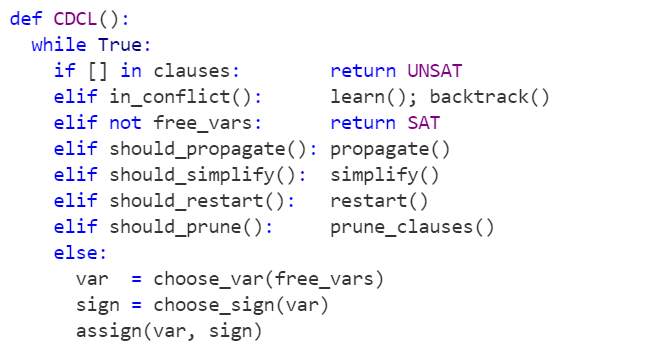 def CDCL():
  while True:
    if [] in clauses:        return UNSAT
    elif in_conflict():      learn(); backtrack()
    elif not free_vars:      return SAT
    elif should_propagate(): propagate()
    elif should_simplify():  simplify()
    elif should_restart():   restart()
    elif should_prune():     prune_clauses()
    else:
      var  = choose_var(free_vars)
      sign = choose_sign(var)
      assign(var, sign)